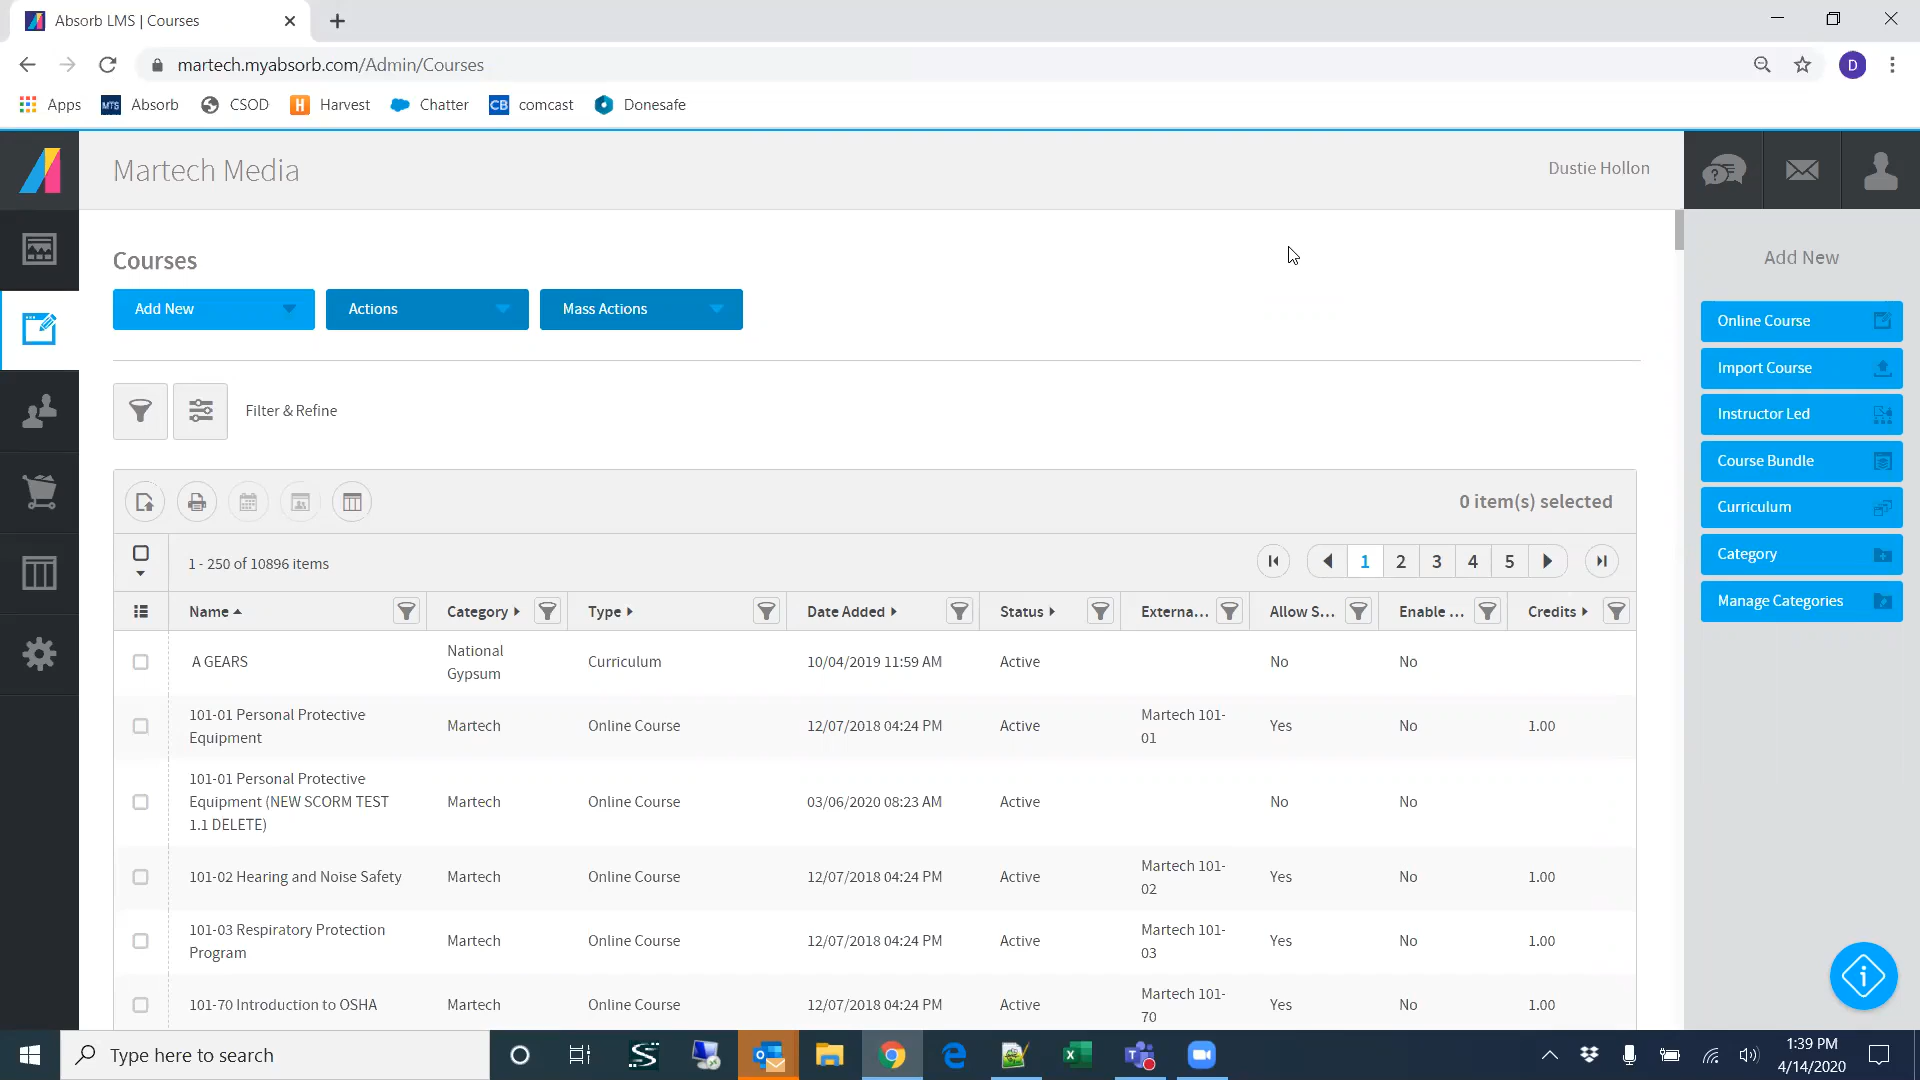 Absorb LMS | Courses
martech.myabsorb.com/Admin/Courses
D
Apps
MTS Absorb
CSOD
H Harvest
Chatter
CB comcast
Donesafe
Martech Media
Dustie Hollon
Courses
Add New
Actions
Mass Actions
Filter & Refine
0 item(s) selected
1 - 250 of 10896 items
1 2 3 4 5
Name Category Type Date Added Status Externa... Allow S... Enable ... Credits
A GEARS
National
Gypsum
Curriculum
10/04/2019 11:59 AM
Active
No
No
101-01 Personal Protective
Equipment
Martech
Online Course
12/07/2018 04:24 PM
Active
Martech 101-
01
Yes
No
1.00
101-01 Personal Protective
Equipment (NEW SCORM TEST
1.1 DELETE)
Martech
Online Course
03/06/2020 08:23 AM
Active
No
No
101-02 Hearing and Noise Safety
Martech
Online Course
12/07/2018 04:24 PM
Active
Martech 101-
02
Yes
No
1.00
101-03 Respiratory Protection
Program
Martech
Online Course
12/07/2018 04:24 PM
Active
Martech 101-
03
Yes
No
1.00
101-70 Introduction to OSHA
Martech
Online Course
12/07/2018 04:24 PM
Active
Martech 101-
70
Yes
No
1.00
Add New
Online Course
Import Course
Instructor Led
Course Bundle
Curriculum
Category
Manage Categories
Type here to search
1:39 PM
4/14/2020